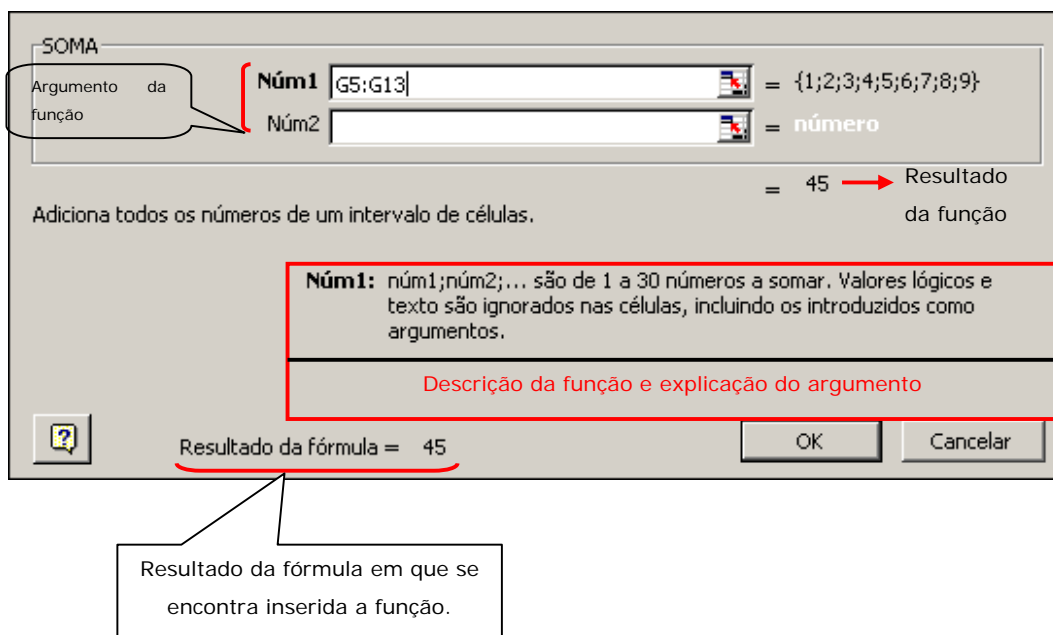 SOMA
Argumento da
função
Núm1 G5:G13 = {1;2;3;4;5;6;7;8;9}
Núm2 = número
= 45 Resultado
da função
Adiciona todos os números de um intervalo de células.
Núm1: núm1;núm2;... são de 1 a 30 números a somar. Valores lógicos e
texto são ignorados nas células, incluindo os introduzidos como
argumentos.
Descrição da função e explicação do argumento
Resultado da fórmula = 45
OK Cancelar
Resultado da fórmula em que se
encontra inserida a função.